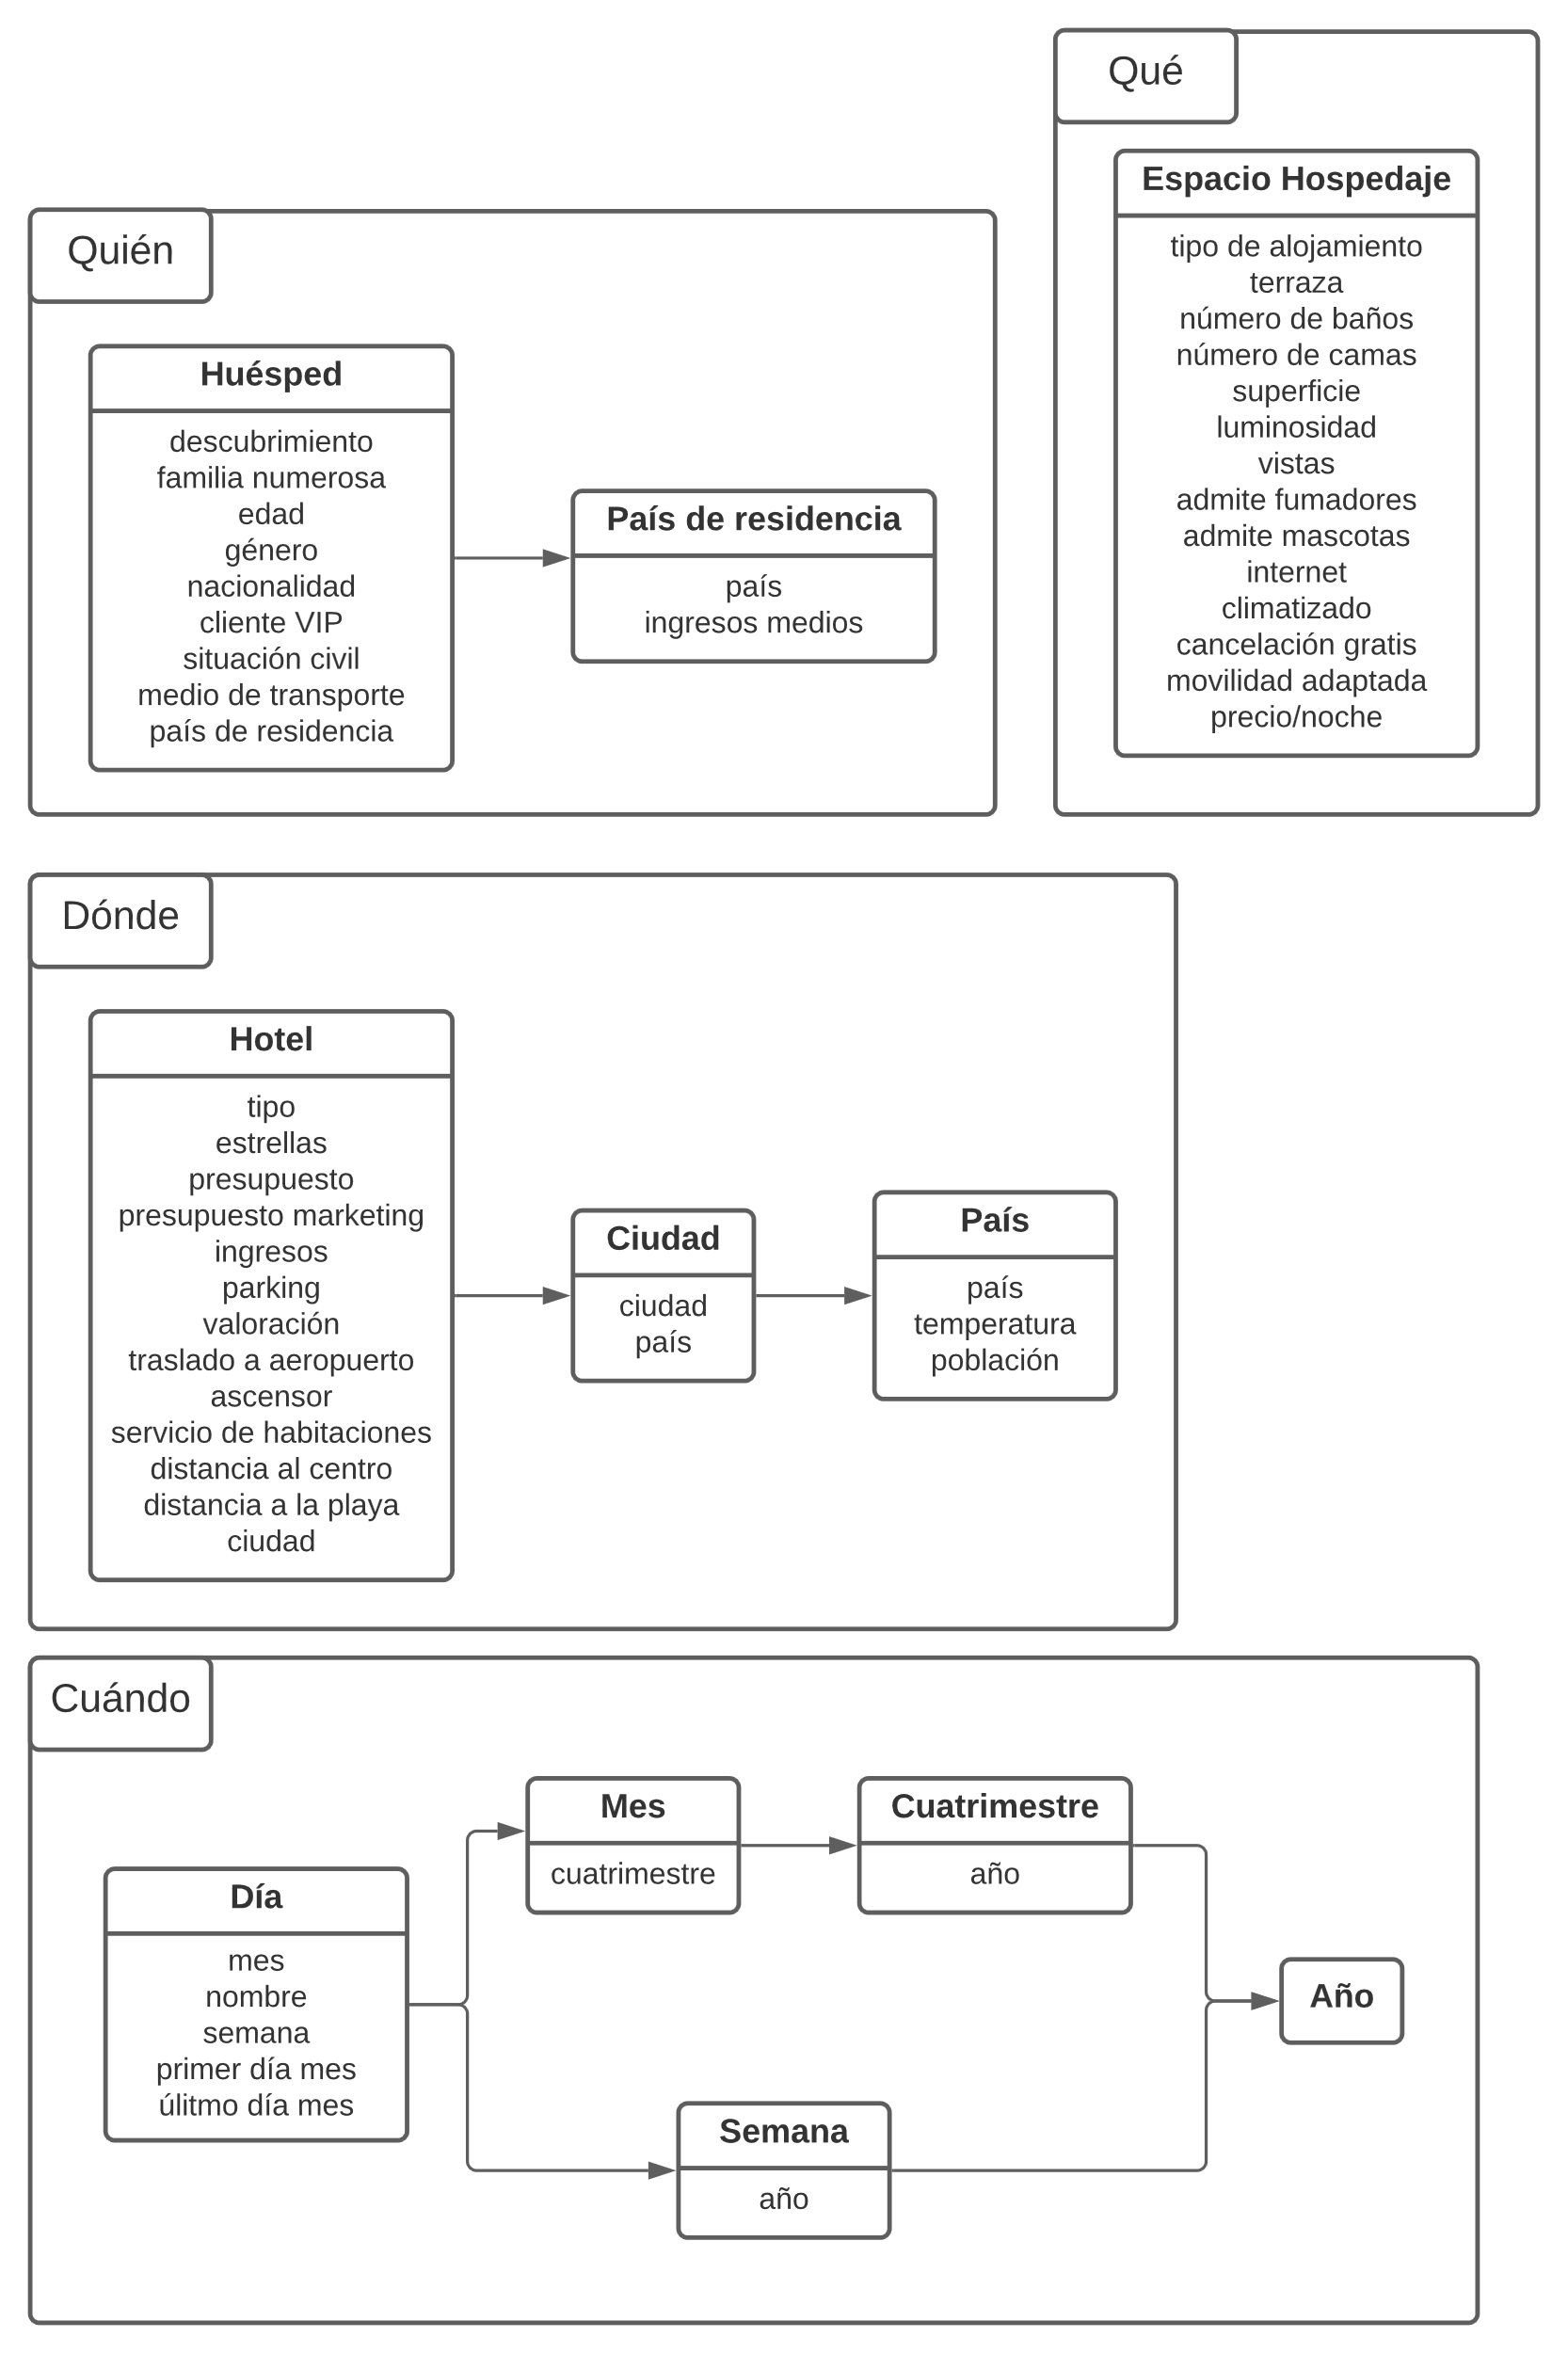 Qué
Espacio Hospedaje
tipo de alojamiento
terraza
número de baños
número de camas
superficie
luminosidad
vistas
admite fumadores
admite mascotas
internet
climatizado
cancelación gratis
movilidad adaptada
precio/noche
Quién
Huésped
descubrimiento
familia numerosa
edad
género
nacionalidad
cliente VIP
situación civil
medio de transporte
país de residencia
País de residencia
país
ingresos medios
Dónde
Hotel
tipo
estrellas
presupuesto
presupuesto marketing
ingresos
parking
valoración
traslado a aeropuerto
ascensor
servicio de habitaciones
distancia al centro
distancia a la playa
ciudad
Ciudad
ciudad
país
País
país
temperatura
población
Cuándo
Día
mes
nombre
semana
primer día mes
úlitmo día mes
Mes
cuatrimestre
Cuatrimestre
año
Semana
año
Año